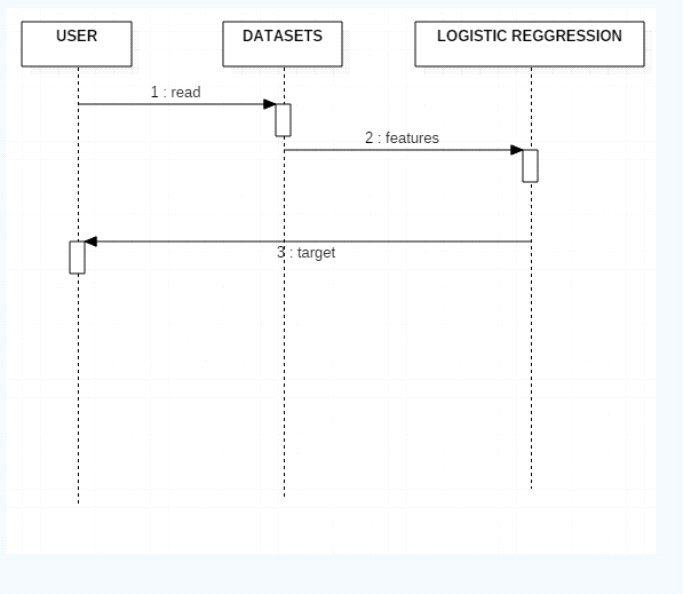 USER
DATASETS
LOGISTIC REGGRESSION
1 : read
2 : features
3 : target